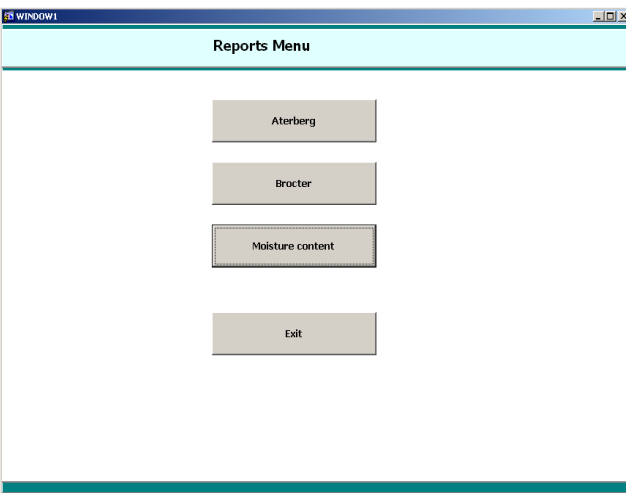 WINDOW1
Reports Menu
Aterberg
Brocter
Moisture content
Exit